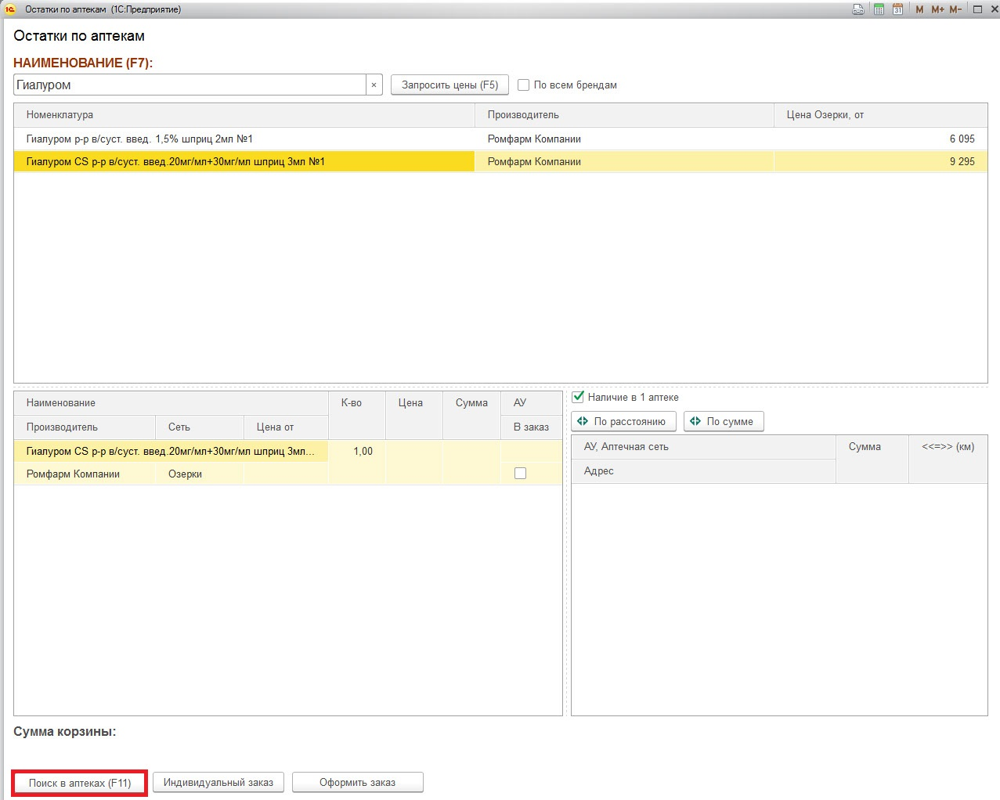 Остатки по аптекам (1С:Предприятие)
31 M M+ M-
Остатки по аптекам
НАИМЕНОВАНИЕ (F7):
Гиалуром × Запросить цены (F5) По всем брендам
Номенклатура Производитель Цена Озерки, от
Гиалуром р-р в/суст. введ. 1,5% шприц 2мл №1 Ромфарм Компании 6 095
Гиалуром CS р-р в/суст. введ.20мг/мл+30мг/мл шприц 3мл №1 Ромфарм Компании 9 295
Наименование К-во Цена Сумма АУ
Производитель Сеть Цена от В заказ
Гиалуром CS р-р в/суст. введ.20мг/мл+30мг/мл шприц 3мл... 1,00
Ромфарм Компании Озерки
Наличие в 1 аптеке
По расстоянию По сумме
АУ, Аптечная сеть Сумма <<=>> (км)
Адрес
Сумма корзины:
Поиск в аптеках (F11) Индивидуальный заказ Оформить заказ